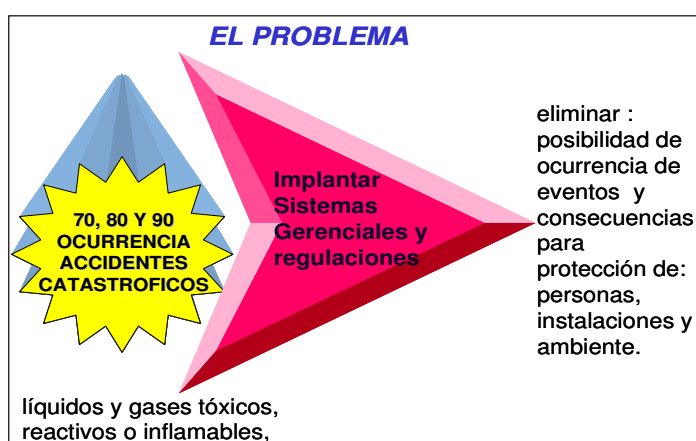 EL PROBLEMA
70, 80 Y 90
OCURRENCIA
ACCIDENTES
CATASTROFICOS
Implantar
Sistemas
Gerenciales y
regulaciones
eliminar :
posibilidad de
ocurrencia de
eventos y
consecuencias
para
protección de:
personas,
instalaciones y
ambiente.
líquidos y gases tóxicos,
reactivos o inflamables,